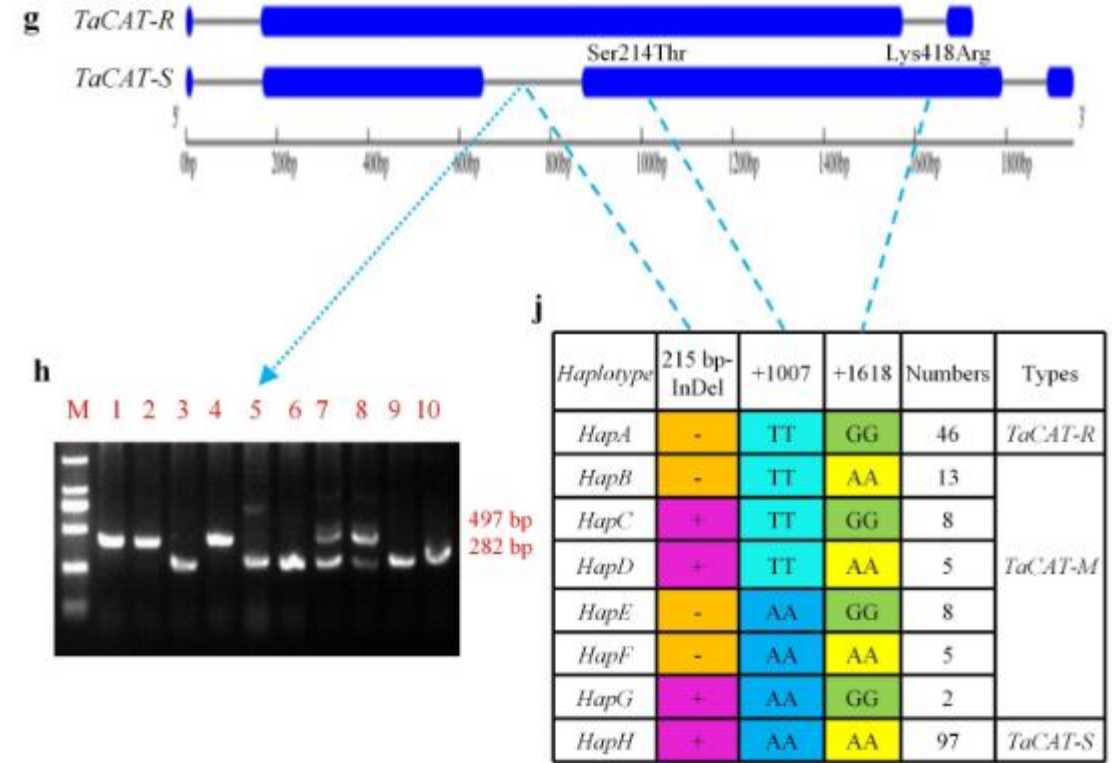 g
TaCAT-R
Ser214Thr Lys418Arg
TaCAT-S
5' 3'
0bp 200bp 400bp 600bp 800bp 1000bp 1200bp 1400bp 1600bp 1800bp
j
Haplotype 215 bp-InDel +1007 +1618 Numbers Types
HapA - TT GG 46 TaCAT-R
HapB - TT AA 13
HapC + TT GG 8
HapD + TT AA 5 TaCAT-M
HapE - AA GG 8
HapF - AA AA 5
HapG + AA GG 2
HapH + AA AA 97 TaCAT-S
h
M 1 2 3 4 5 6 7 8 9 10
497 bp
282 bp